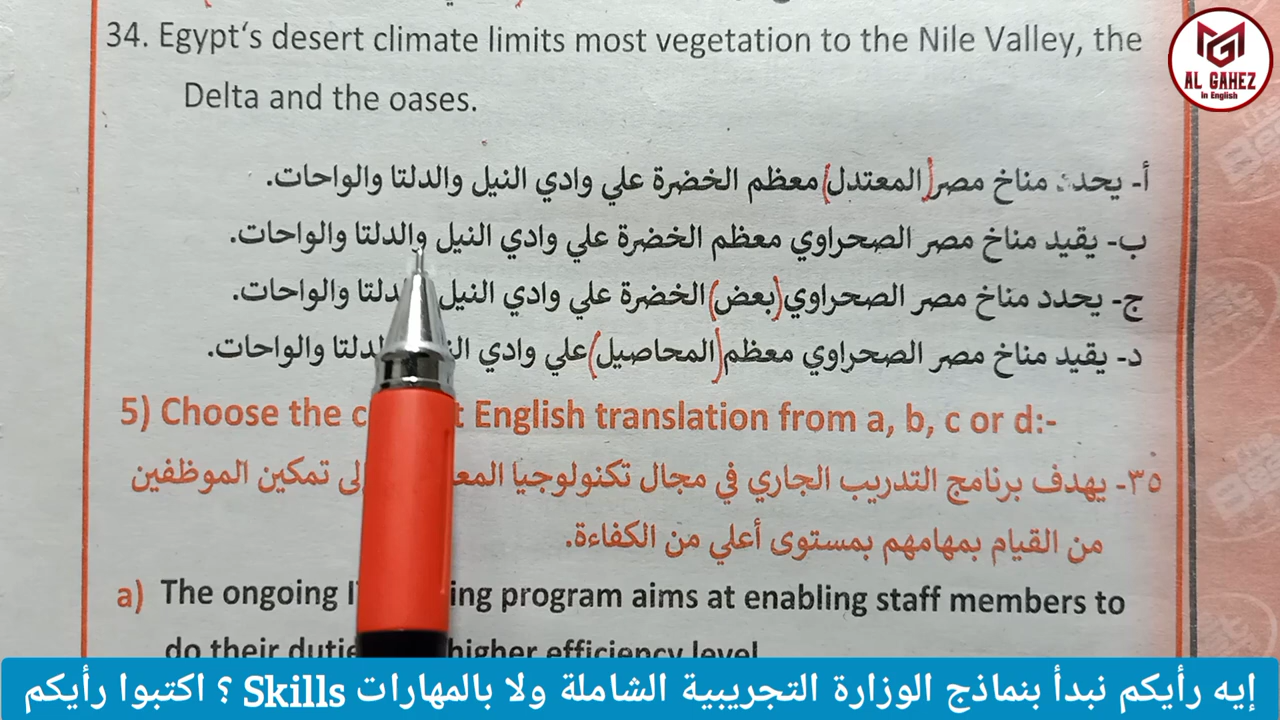 34. Egypt‘s desert climate limits most vegetation to the Nile Valley, the
Delta and the oases.
أ- يحدد مناخ مصر (المعتدل) معظم الخضرة علي وادي النيل والدلتا والواحات.
ب- يقيد مناخ مصر الصحراوي معظم الخضرة علي وادي النيل والدلتا والواحات.
ج- يحدد مناخ مصر الصحراوي (بعض) الخضرة علي وادي النيل والدلتا والواحات.
د- يقيد مناخ مصر الصحراوي معظم (المحاصيل) علي وادي والدلتا والواحات.
5) Choose the English translation from a, b, c or d:-
٣٥- يهدف برنامج التدريب الجاري في مجال تكنولوجيا تمكين الموظفين
من القيام بمهامهم بمستوى أعلي من الكفاءة.
a) The ongoing program aims at enabling staff members to
do their higher efficiency level
إيه رأيكم نبدأ بنماذج الوزارة التجريبية الشاملة ولا بالمهارات Skills ؟ اكتبوا رأيكم
AL GAHEZ
in English